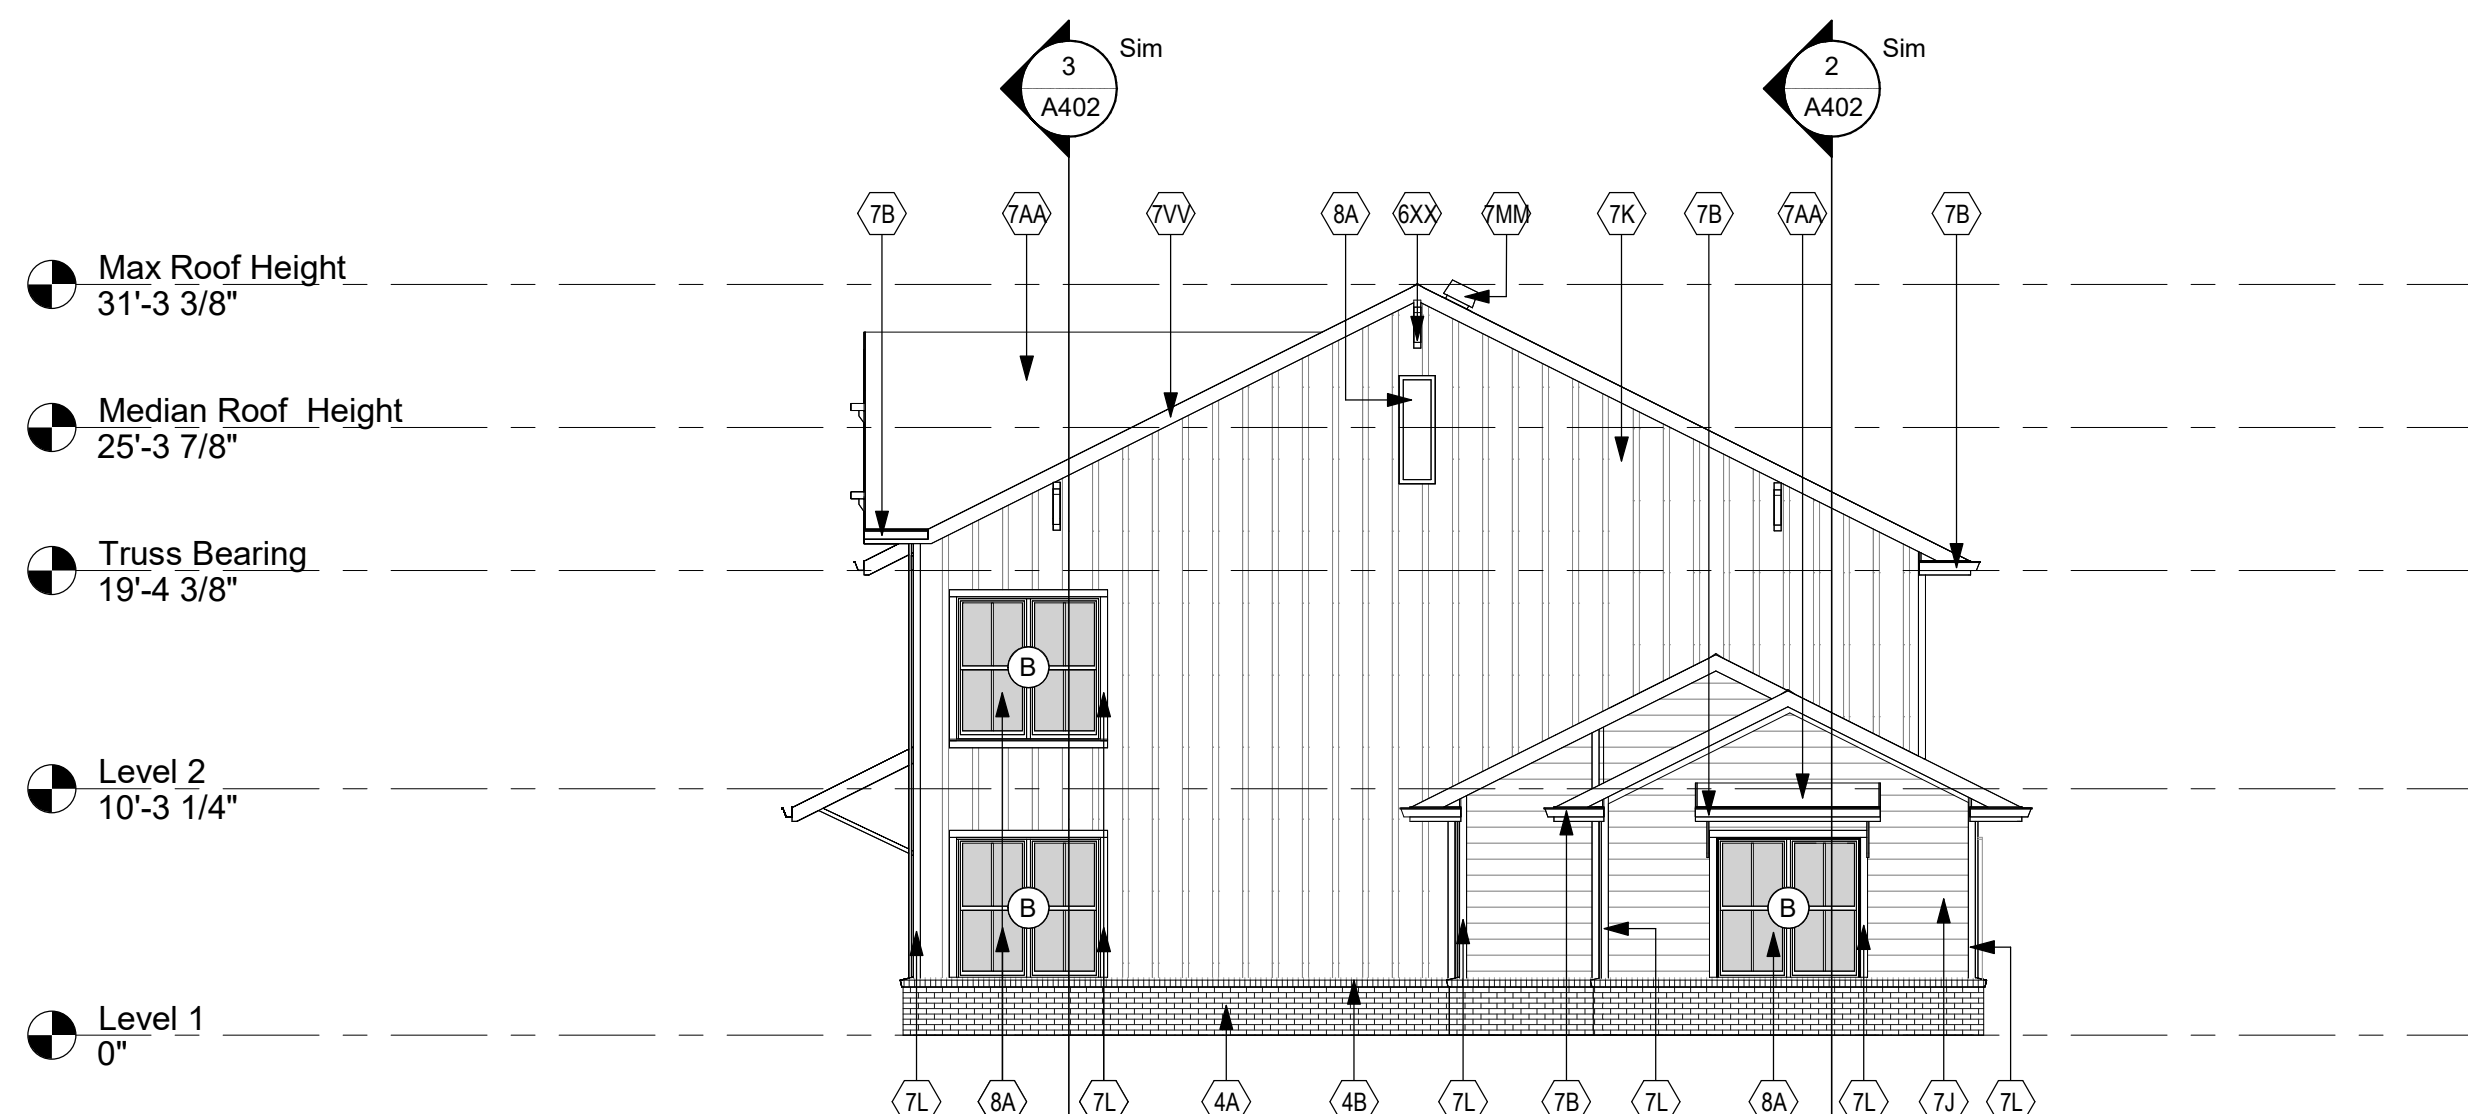 3
A402
Sim
2
A402
Sim
7B
7AA
7VV
8A
6XX
7MM
7K
7B
7AA
7B
Max Roof Height
31'-3 3/8"
Median Roof  Height
25'-3 7/8"
Truss Bearing
19'-4 3/8"
B
Level 2
10'-3 1/4"
B
B
Level 1
0"
7L
8A
7L
4A
4B
7L
7B
7L
8A
7L
7J
7L